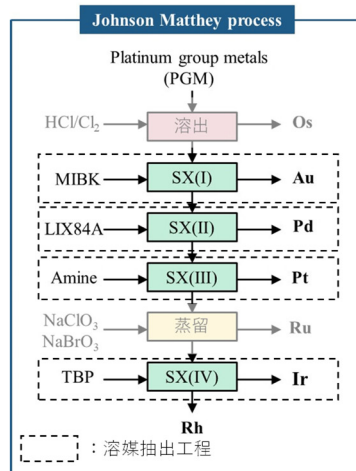 Johnson Matthey process
Platinum group metals
(PGM)
HCl/Cl₂ 溶出 Os
MIBK SX(I) Au
LIX84A SX(II) Pd
Amine SX(III) Pt
NaClO₃
NaBrO₃
蒸留 Ru
TBP SX(IV) Ir
Rh
：溶媒抽出工程